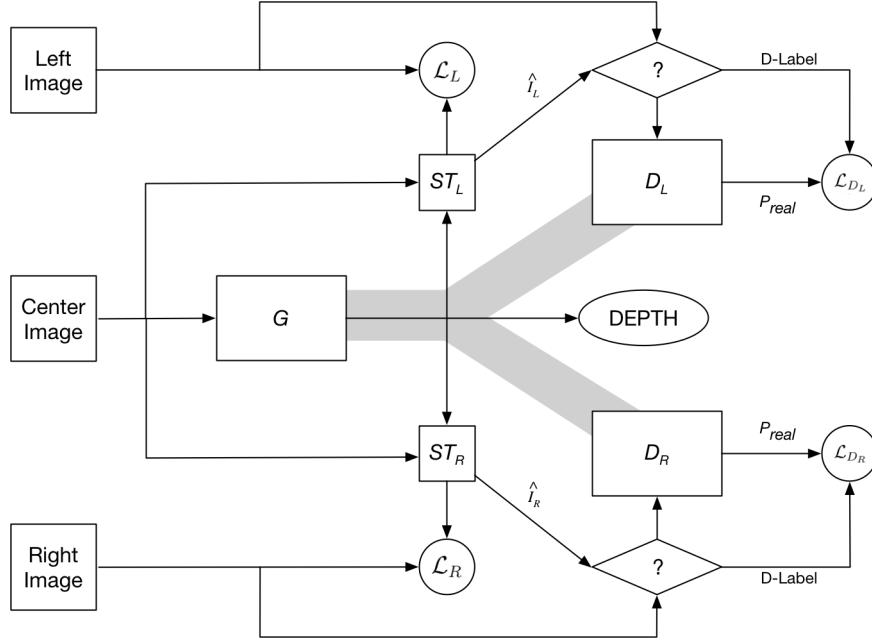 Left
Image
ℒ_L
Î_L
?
D-Label
ST_L
D_L
P_real
ℒ_{D_L}
Center
Image
G
DEPTH
ST_R
D_R
P_real
ℒ_{D_R}
Î_R
Right
Image
ℒ_R
?
D-Label